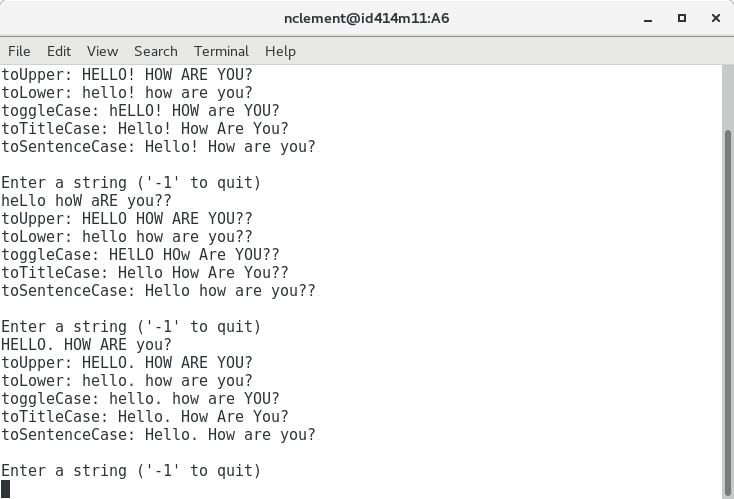 nclement@id414m11:A6
File Edit View Search Terminal Help
toUpper: HELLO! HOW ARE YOU?
toLower: hello! how are you?
toggleCase: hELLO! HOW are YOU?
toTitleCase: Hello! How Are You?
toSentenceCase: Hello! How are you?
Enter a string ('-1' to quit)
heLlo hoW aRE you??
toUpper: HELLO HOW ARE YOU??
toLower: hello how are you??
toggleCase: HElLO HOw Are YOU??
toTitleCase: Hello How Are You??
toSentenceCase: Hello how are you??
Enter a string ('-1' to quit)
HELLO. HOW ARE you?
toUpper: HELLO. HOW ARE YOU?
toLower: hello. how are you?
toggleCase: hello. how are YOU?
toTitleCase: Hello. How Are You?
toSentenceCase: Hello. How are you?
Enter a string ('-1' to quit)